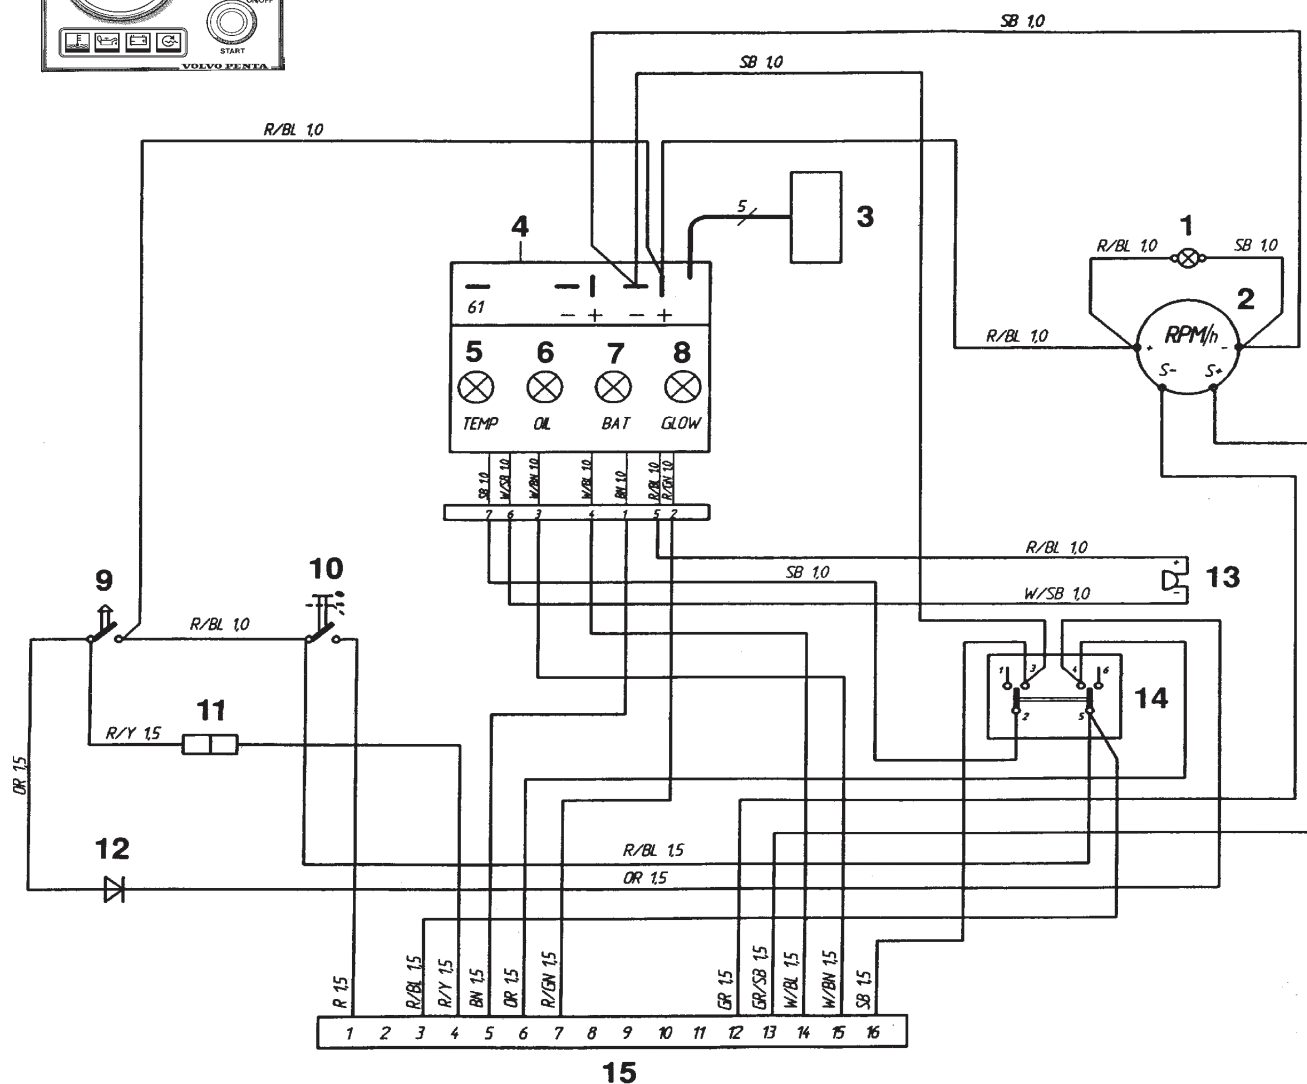 ON/OFF
START
VOLVO PENTA
SB 1,0
SB 1,0
R/BL 1,0
5
3
4
1
R/BL 1,0
SB 1,0
2
61
— + — +
RPM/h
+ -
S- S+
R/BL 1,0
5 6 7 8
TEMP OIL BAT GLOW
SB 1,0
W/SB 1,0
W/BN 1,0
W/BL 1,0
BN 1,0
R/BL 1,0
R/GN 1,0
7 6 3 4 1 5 2
R/BL 1,0
+
13
SB 1,0
W/SB 1,0
-
9
10
R/BL 1,0
1 3 4 6
14
2 5
11
R/Y 1,5
OR 1,5
12
R/BL 1,5
OR 1,5
R 1,5
R/BL 1,5
R/Y 1,5
BN 1,5
OR 1,5
R/GN 1,5
GR 1,5
GR/SB 1,5
W/BL 1,5
W/BN 1,5
SB 1,5
1 2 3 4 5 6 7 8 9 10 11 12 13 14 15 16
15